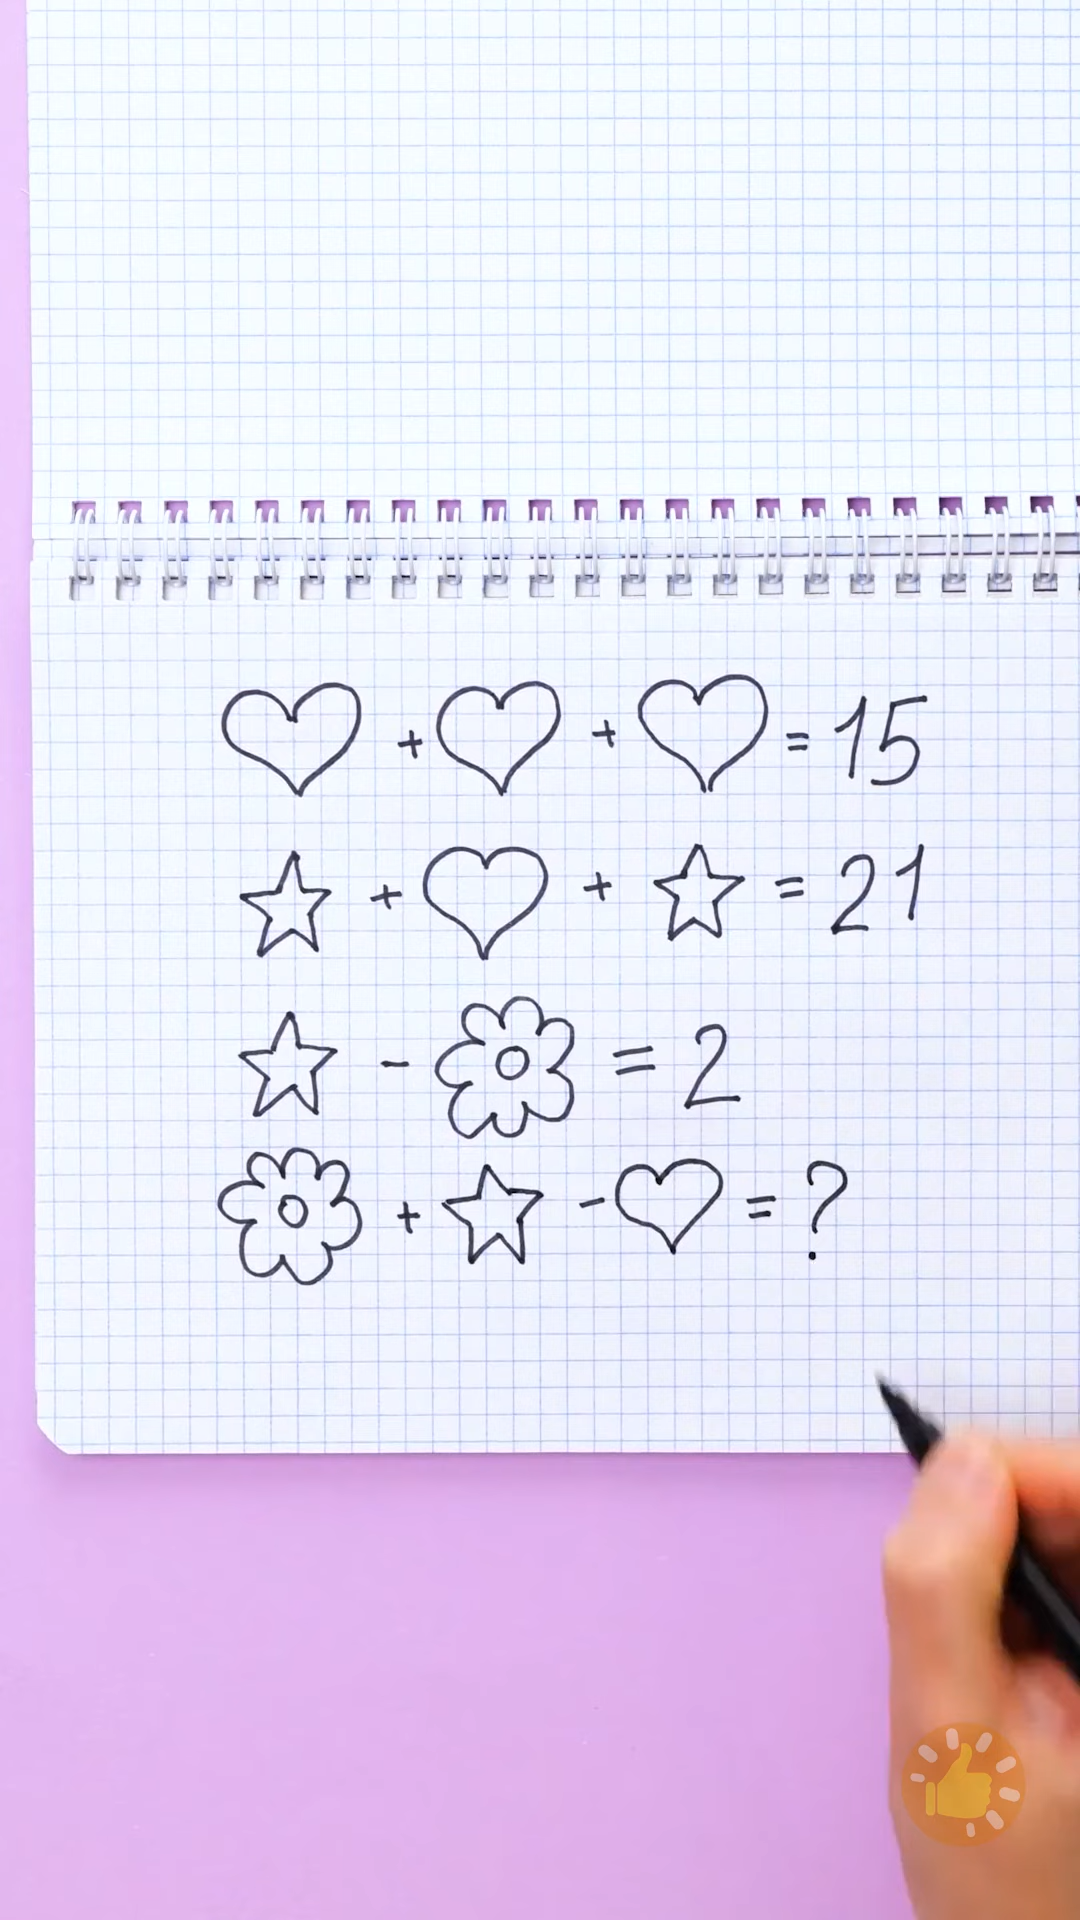 ♡ + ♡ + ♡ = 15
☆ + ♡ + ☆ = 21
☆ - ❀ = 2
❀ + ☆ - ♡ = ?